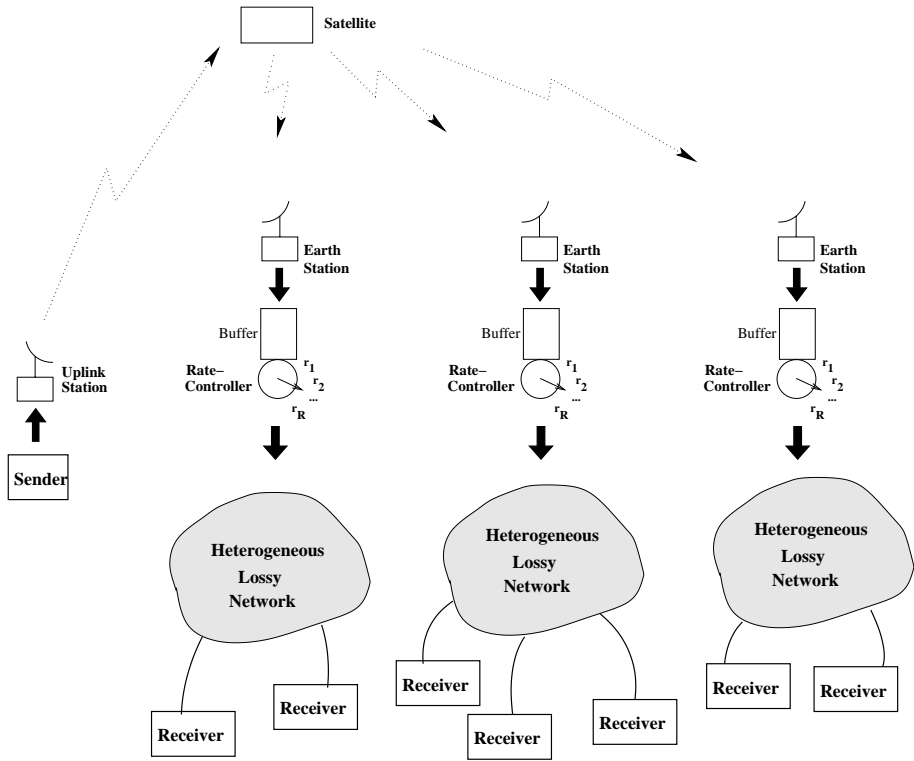 Satellite
Earth
Station
Earth
Station
Earth
Station
Buffer
Buffer
Buffer
Uplink
Station
Rate–
Controller
r1
r2
...
rR
Rate–
Controller
r1
r2
...
rR
Rate–
Controller
r1
r2
...
rR
Sender
Heterogeneous
Lossy
Network
Heterogeneous
Lossy
Network
Heterogeneous
Lossy
Network
Receiver
Receiver
Receiver
Receiver
Receiver
Receiver
Receiver